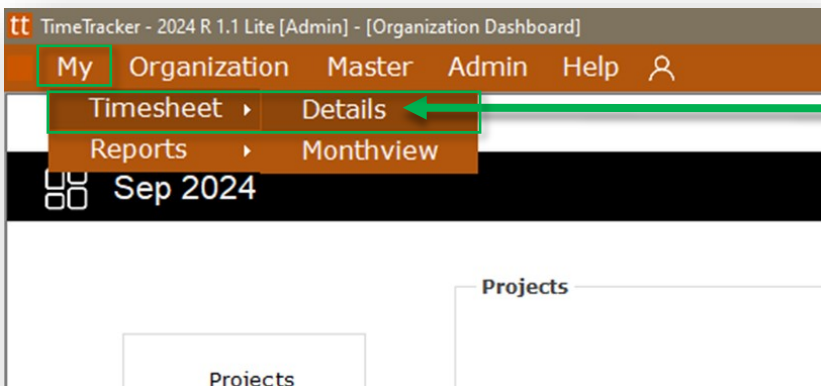 tt TimeTracker - 2024 R 1.1 Lite [Admin] - [Organization Dashboard]
My Organization Master Admin Help
Timesheet Details
Reports Monthview
Sep 2024
Projects
Projects